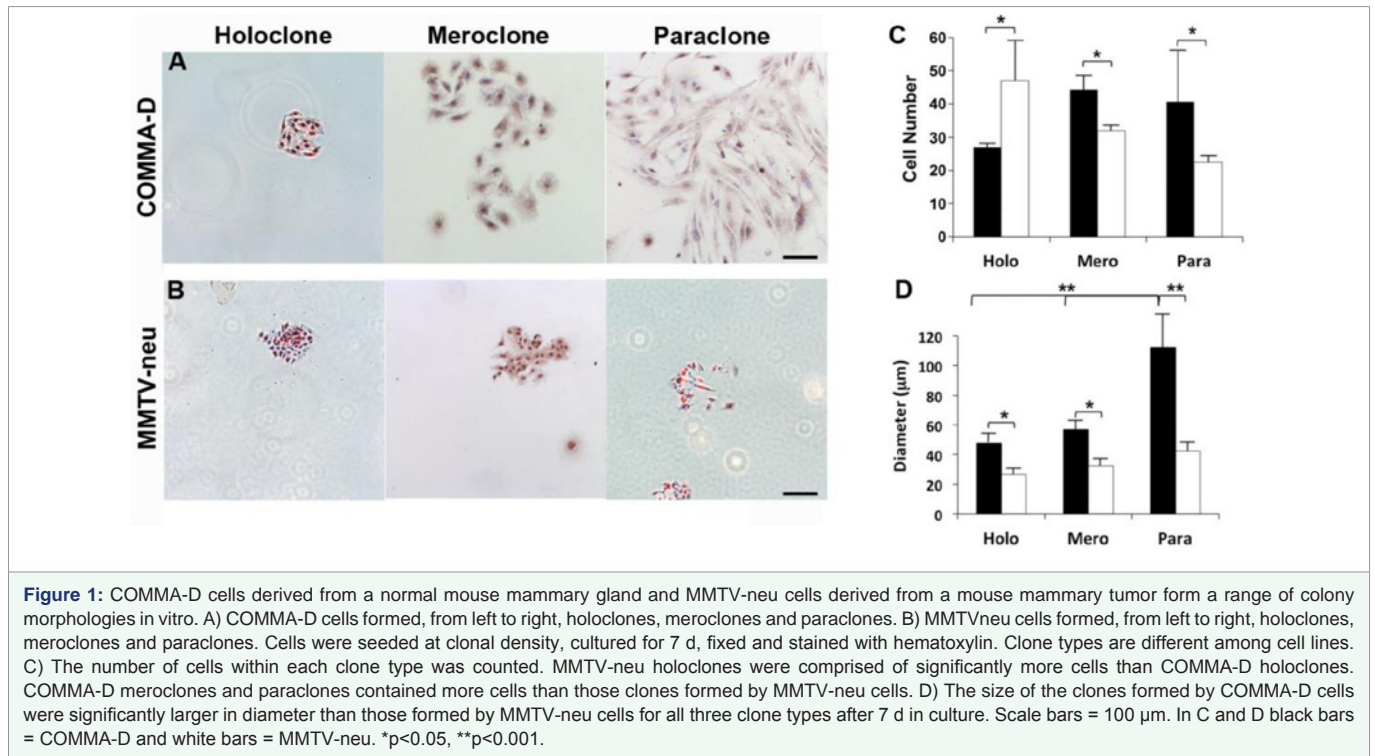 Holoclone Meroclone Paraclone
A
COMMA-D
B
MMTV-neu
C
*
*
*
Cell Number
60
50
40
30
20
10
0
Holo Mero Para
D
**
**
*
*
Diameter (µm)
120
100
80
60
40
20
0
Holo Mero Para
Figure 1: COMMA-D cells derived from a normal mouse mammary gland and MMTV-neu cells derived from a mouse mammary tumor form a range of colony
morphologies in vitro. A) COMMA-D cells formed, from left to right, holoclones, meroclones and paraclones. B) MMTVneu cells formed, from left to right, holoclones,
meroclones and paraclones. Cells were seeded at clonal density, cultured for 7 d, fixed and stained with hematoxylin. Clone types are different among cell lines.
C) The number of cells within each clone type was counted. MMTV-neu holoclones were comprised of significantly more cells than COMMA-D holoclones.
COMMA-D meroclones and paraclones contained more cells than those clones formed by MMTV-neu cells. D) The size of the clones formed by COMMA-D cells
were significantly larger in diameter than those formed by MMTV-neu cells for all three clone types after 7 d in culture. Scale bars = 100 µm. In C and D black bars
= COMMA-D and white bars = MMTV-neu. *p<0.05, **p<0.001.